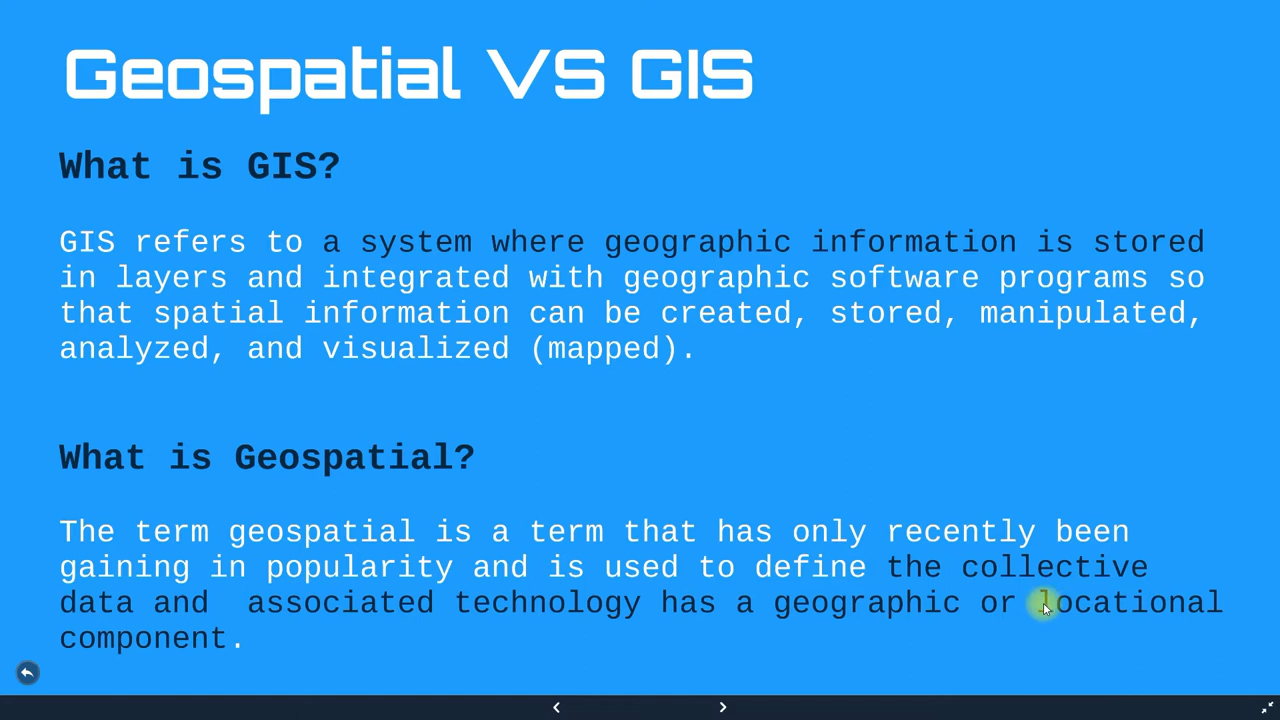 Geospatial VS GIS
What is GIS?
GIS refers to a system where geographic information is stored
in layers and integrated with geographic software programs so
that spatial information can be created, stored, manipulated,
analyzed, and visualized (mapped).
What is Geospatial?
The term geospatial is a term that has only recently been
gaining in popularity and is used to define the collective
data and  associated technology has a geographic or locational
component.